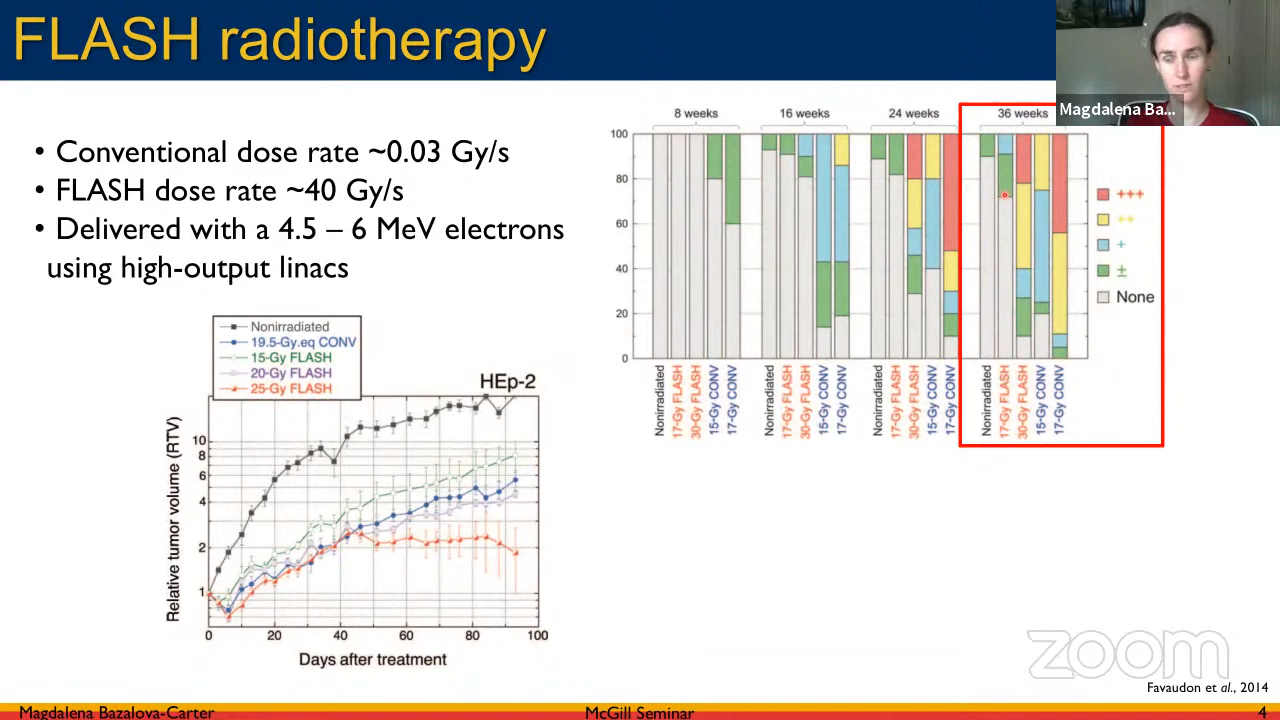 FLASH radiotherapy
Magdalena Ba...
• Conventional dose rate ~0.03 Gy/s
• FLASH dose rate ~40 Gy/s
• Delivered with a 4.5 – 6 MeV electrons
using high-output linacs
8 weeks 16 weeks 24 weeks 36 weeks
100
80
60
40
20
0
+++
++
+
±
None
Nonirradiated 17-Gy FLASH 30-Gy FLASH 15-Gy CONV 17-Gy CONV
Nonirradiated 17-Gy FLASH 30-Gy FLASH 15-Gy CONV 17-Gy CONV
Nonirradiated 17-Gy FLASH 30-Gy FLASH 15-Gy CONV 17-Gy CONV
Nonirradiated 17-Gy FLASH 30-Gy FLASH 15-Gy CONV 17-Gy CONV
Nonirradiated
19.5-Gy.eq CONV
15-Gy FLASH
20-Gy FLASH
25-Gy FLASH
HEp-2
Relative tumor volume (RTV)
10
8
6
4
2
1
0 20 40 60 80 100
Days after treatment
zoom
Favaudon et al., 2014
Magdalena Bazalova-Carter McGill Seminar 4